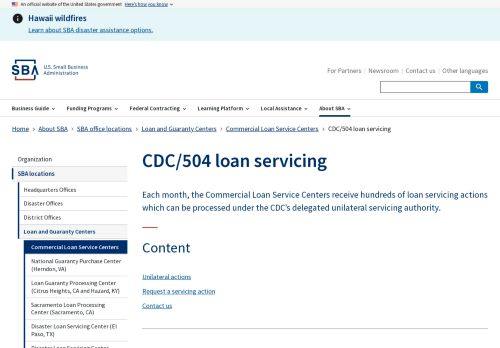 An official website of the United States government Here's how you know
Hawaii wildfires
Learn about SBA disaster assistance options.
SBA
U.S. Small Business
Administration
For Partners Newsroom Contact us Other languages
Business Guide Funding Programs Federal Contracting Learning Platform Local Assistance About SBA
Home About SBA SBA office locations Loan and Guaranty Centers Commercial Loan Service Centers CDC/504 loan servicing
Organization
SBA locations
Headquarters Offices
Disaster Offices
District Offices
Loan and Guaranty Centers
Commercial Loan Service Centers
National Guaranty Purchase Center
(Herndon, VA)
Loan Guaranty Processing Center
(Citrus Heights, CA and Hazard, KY)
Sacramento Loan Processing
Center (Sacramento, CA)
Disaster Loan Servicing Center (El
Paso, TX)
Disaster Loan Servicing Center
CDC/504 loan servicing
Each month, the Commercial Loan Service Centers receive hundreds of loan servicing actions
which can be processed under the CDC's delegated unilateral servicing authority.
Content
Unilateral actions
Request a servicing action
Contact us